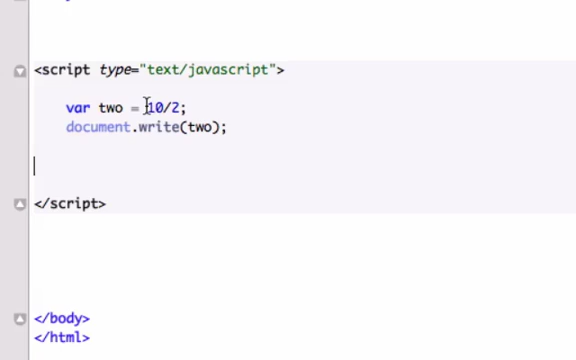 <script type="text/javascript">
var two = 10/2;
document.write(two);
</script>
</body>
</html>